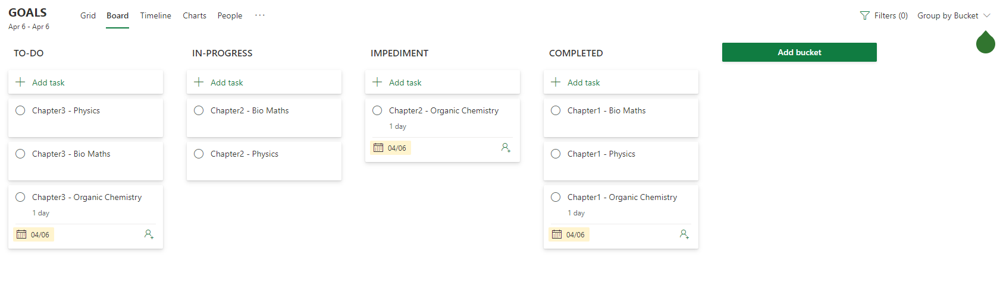 GOALS
Apr 6 - Apr 6
Grid Board Timeline Charts People ...
Filters (0) Group by Bucket
TO-DO
Add task
Chapter3 - Physics
Chapter3 - Bio Maths
Chapter3 - Organic Chemistry
1 day
04/06
IN-PROGRESS
Add task
Chapter2 - Bio Maths
Chapter2 - Physics
IMPEDIMENT
Add task
Chapter2 - Organic Chemistry
1 day
04/06
COMPLETED
Add task
Chapter1 - Bio Maths
Chapter1 - Physics
Chapter1 - Organic Chemistry
1 day
04/06
Add bucket